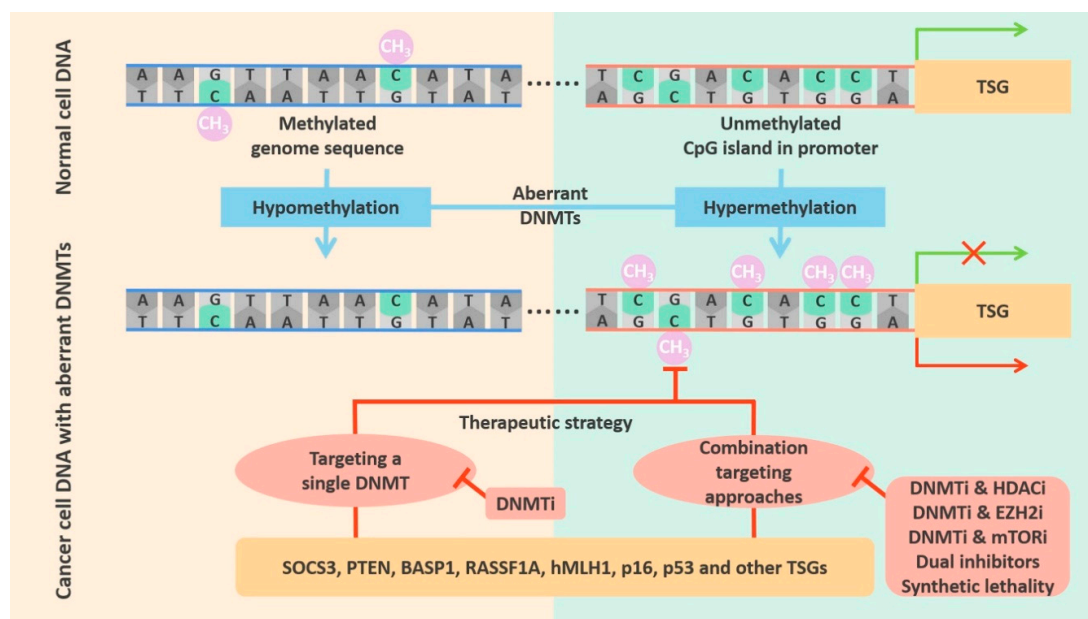 Normal cell DNA
CH₃
A A G T T A A C A T A
T T C A A T T G T A T
CH₃
Methylated
genome sequence
......
T C G A C A C C T
A G C T G T G G A
TSG
Unmethylated
CpG island in promoter
Hypomethylation
Aberrant
DNMTs
Hypermethylation
Cancer cell DNA with aberrant DNMTs
A A G T T A A C A T A
T T C A A T T G T A T
......
CH₃ CH₃ CH₃ CH₃
T C G A C A C C T
A G C T G T G G A
CH₃
TSG
Therapeutic strategy
Targeting a
single DNMT
DNMTi
Combination
targeting
approaches
DNMTi & HDACi
DNMTi & EZH2i
DNMTi & mTORi
Dual inhibitors
Synthetic lethality
SOCS3, PTEN, BASP1, RASSF1A, hMLH1, p16, p53 and other TSGs